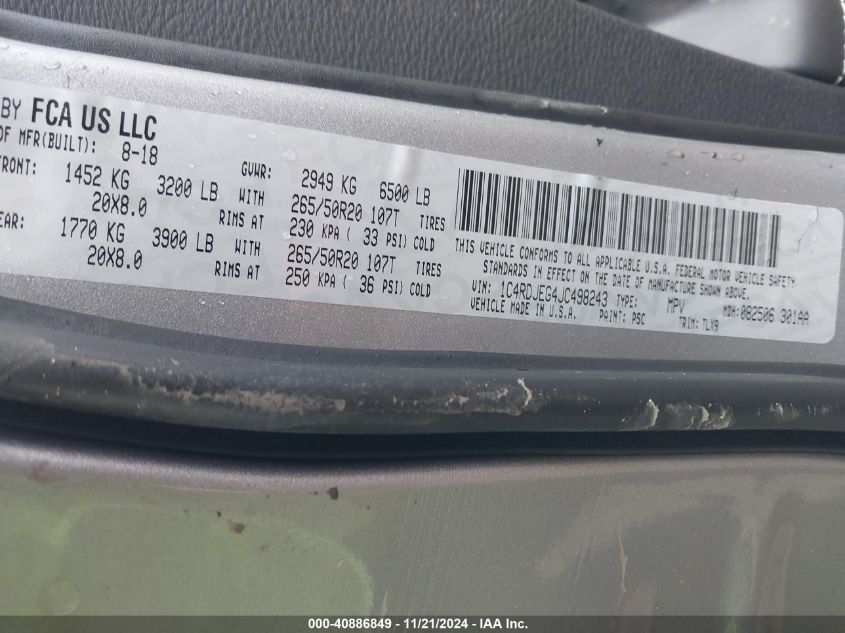 BY FCA US LLC
OF MFR(BUILT): 8-18 GVWR: 2949 KG 6500 LB
FRONT: 1452 KG 3200 LB WITH 265/50R20 107T TIRES
20X8.0 RIMS AT 230 KPA ( 33 PSI) COLD
EAR: 1770 KG 3900 LB WITH 265/50R20 107T TIRES
20X8.0 RIMS AT 250 KPA ( 36 PSI) COLD
THIS VEHICLE CONFORMS TO ALL APPLICABLE U.S.A. FEDERAL MOTOR VEHICLE SAFETY
STANDARDS IN EFFECT ON THE DATE OF MANUFACTURE SHOWN ABOVE.
VIN: 1C4RDJEG4JC498243 TYPE: MPV MDH:082506 301AA
VEHICLE MADE IN U.S.A. PAINT: PSC TRIM: TLX9
000-40886849 - 11/21/2024 - IAA Inc.